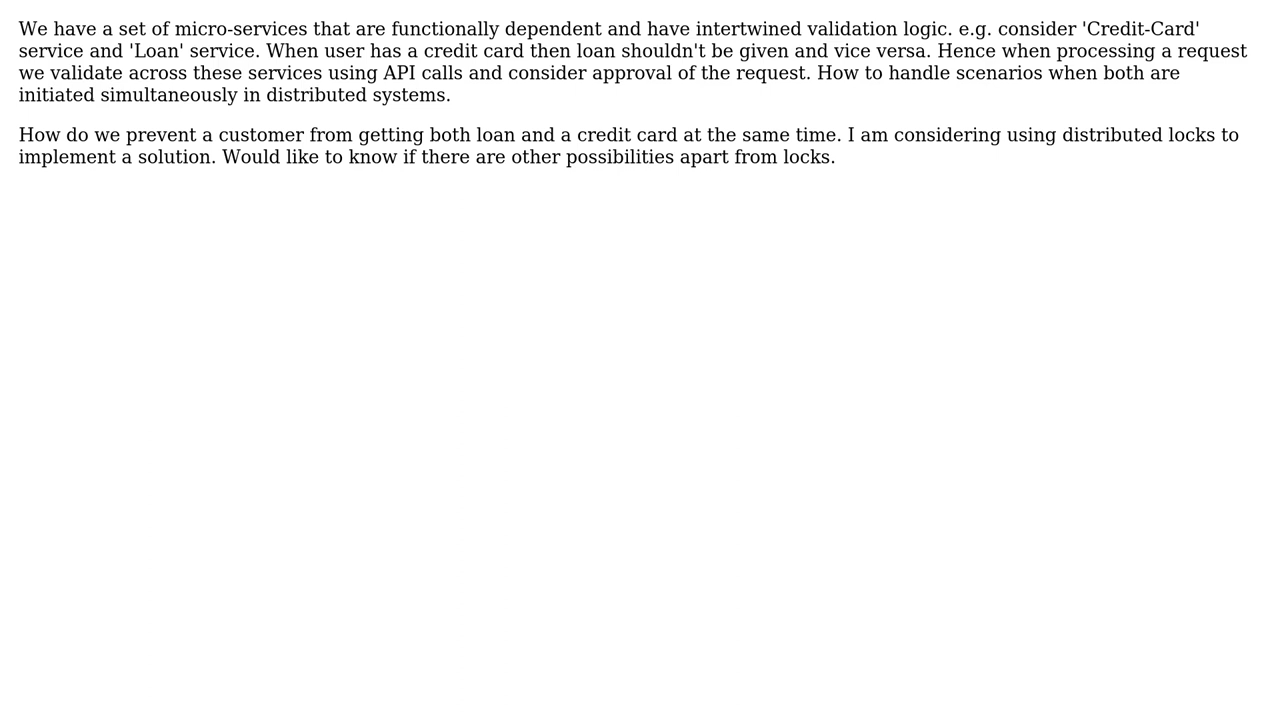 We have a set of micro-services that are functionally dependent and have intertwined validation logic. e.g. consider 'Credit-Card'
service and 'Loan' service. When user has a credit card then loan shouldn't be given and vice versa. Hence when processing a request
we validate across these services using API calls and consider approval of the request. How to handle scenarios when both are
initiated simultaneously in distributed systems.
How do we prevent a customer from getting both loan and a credit card at the same time. I am considering using distributed locks to
implement a solution. Would like to know if there are other possibilities apart from locks.